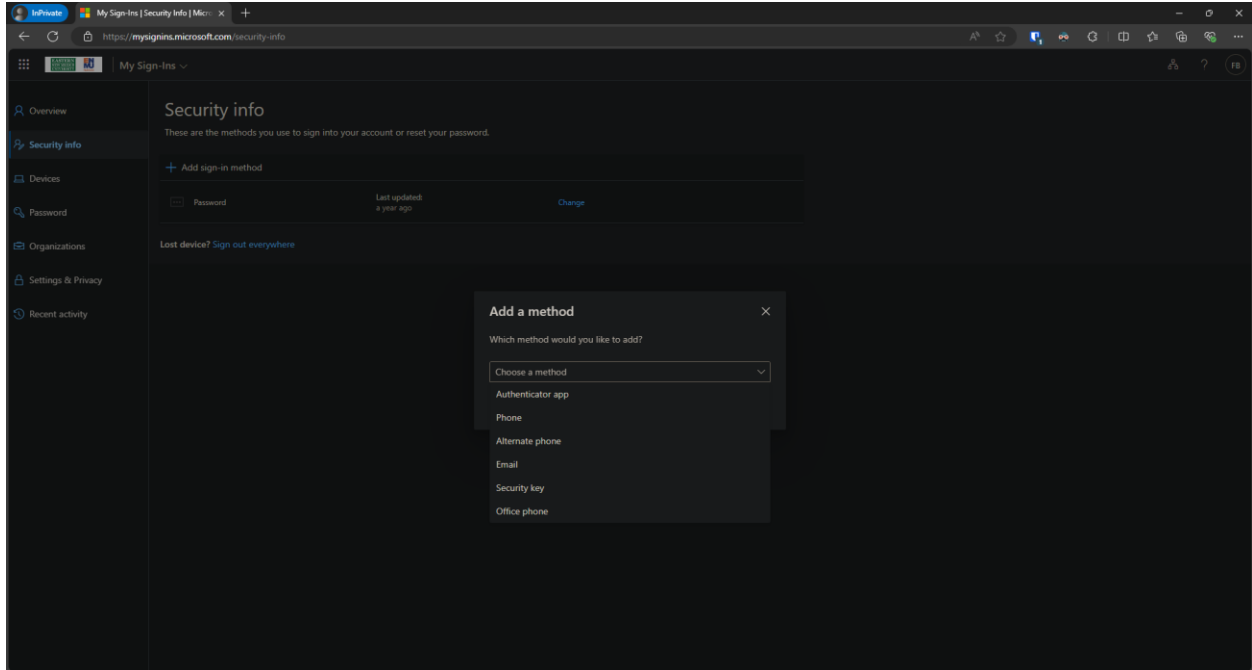 InPrivate
My Sign-Ins | Security Info | Micro
https://mysignins.microsoft.com/security-info
My Sign-Ins
?
FB
Overview
Security info
Devices
Password
Organizations
Settings & Privacy
Recent activity
Security info
These are the methods you use to sign into your account or reset your password.
Add sign-in method
Password
Last updated:
a year ago
Change
Lost device? Sign out everywhere
Add a method
Which method would you like to add?
Choose a method
Authenticator app
Phone
Alternate phone
Email
Security key
Office phone